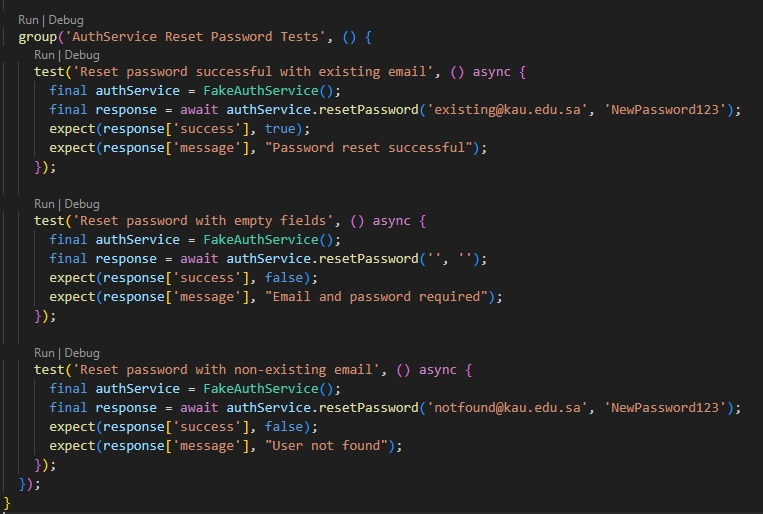 Run | Debug
group('AuthService Reset Password Tests', () {
Run | Debug
test('Reset password successful with existing email', () async {
final authService = FakeAuthService();
final response = await authService.resetPassword('existing@kau.edu.sa', 'NewPassword123');
expect(response['success'], true);
expect(response['message'], "Password reset successful");
});
Run | Debug
test('Reset password with empty fields', () async {
final authService = FakeAuthService();
final response = await authService.resetPassword('', '');
expect(response['success'], false);
expect(response['message'], "Email and password required");
});
Run | Debug
test('Reset password with non-existing email', () async {
final authService = FakeAuthService();
final response = await authService.resetPassword('notfound@kau.edu.sa', 'NewPassword123');
expect(response['success'], false);
expect(response['message'], "User not found");
});
});
}